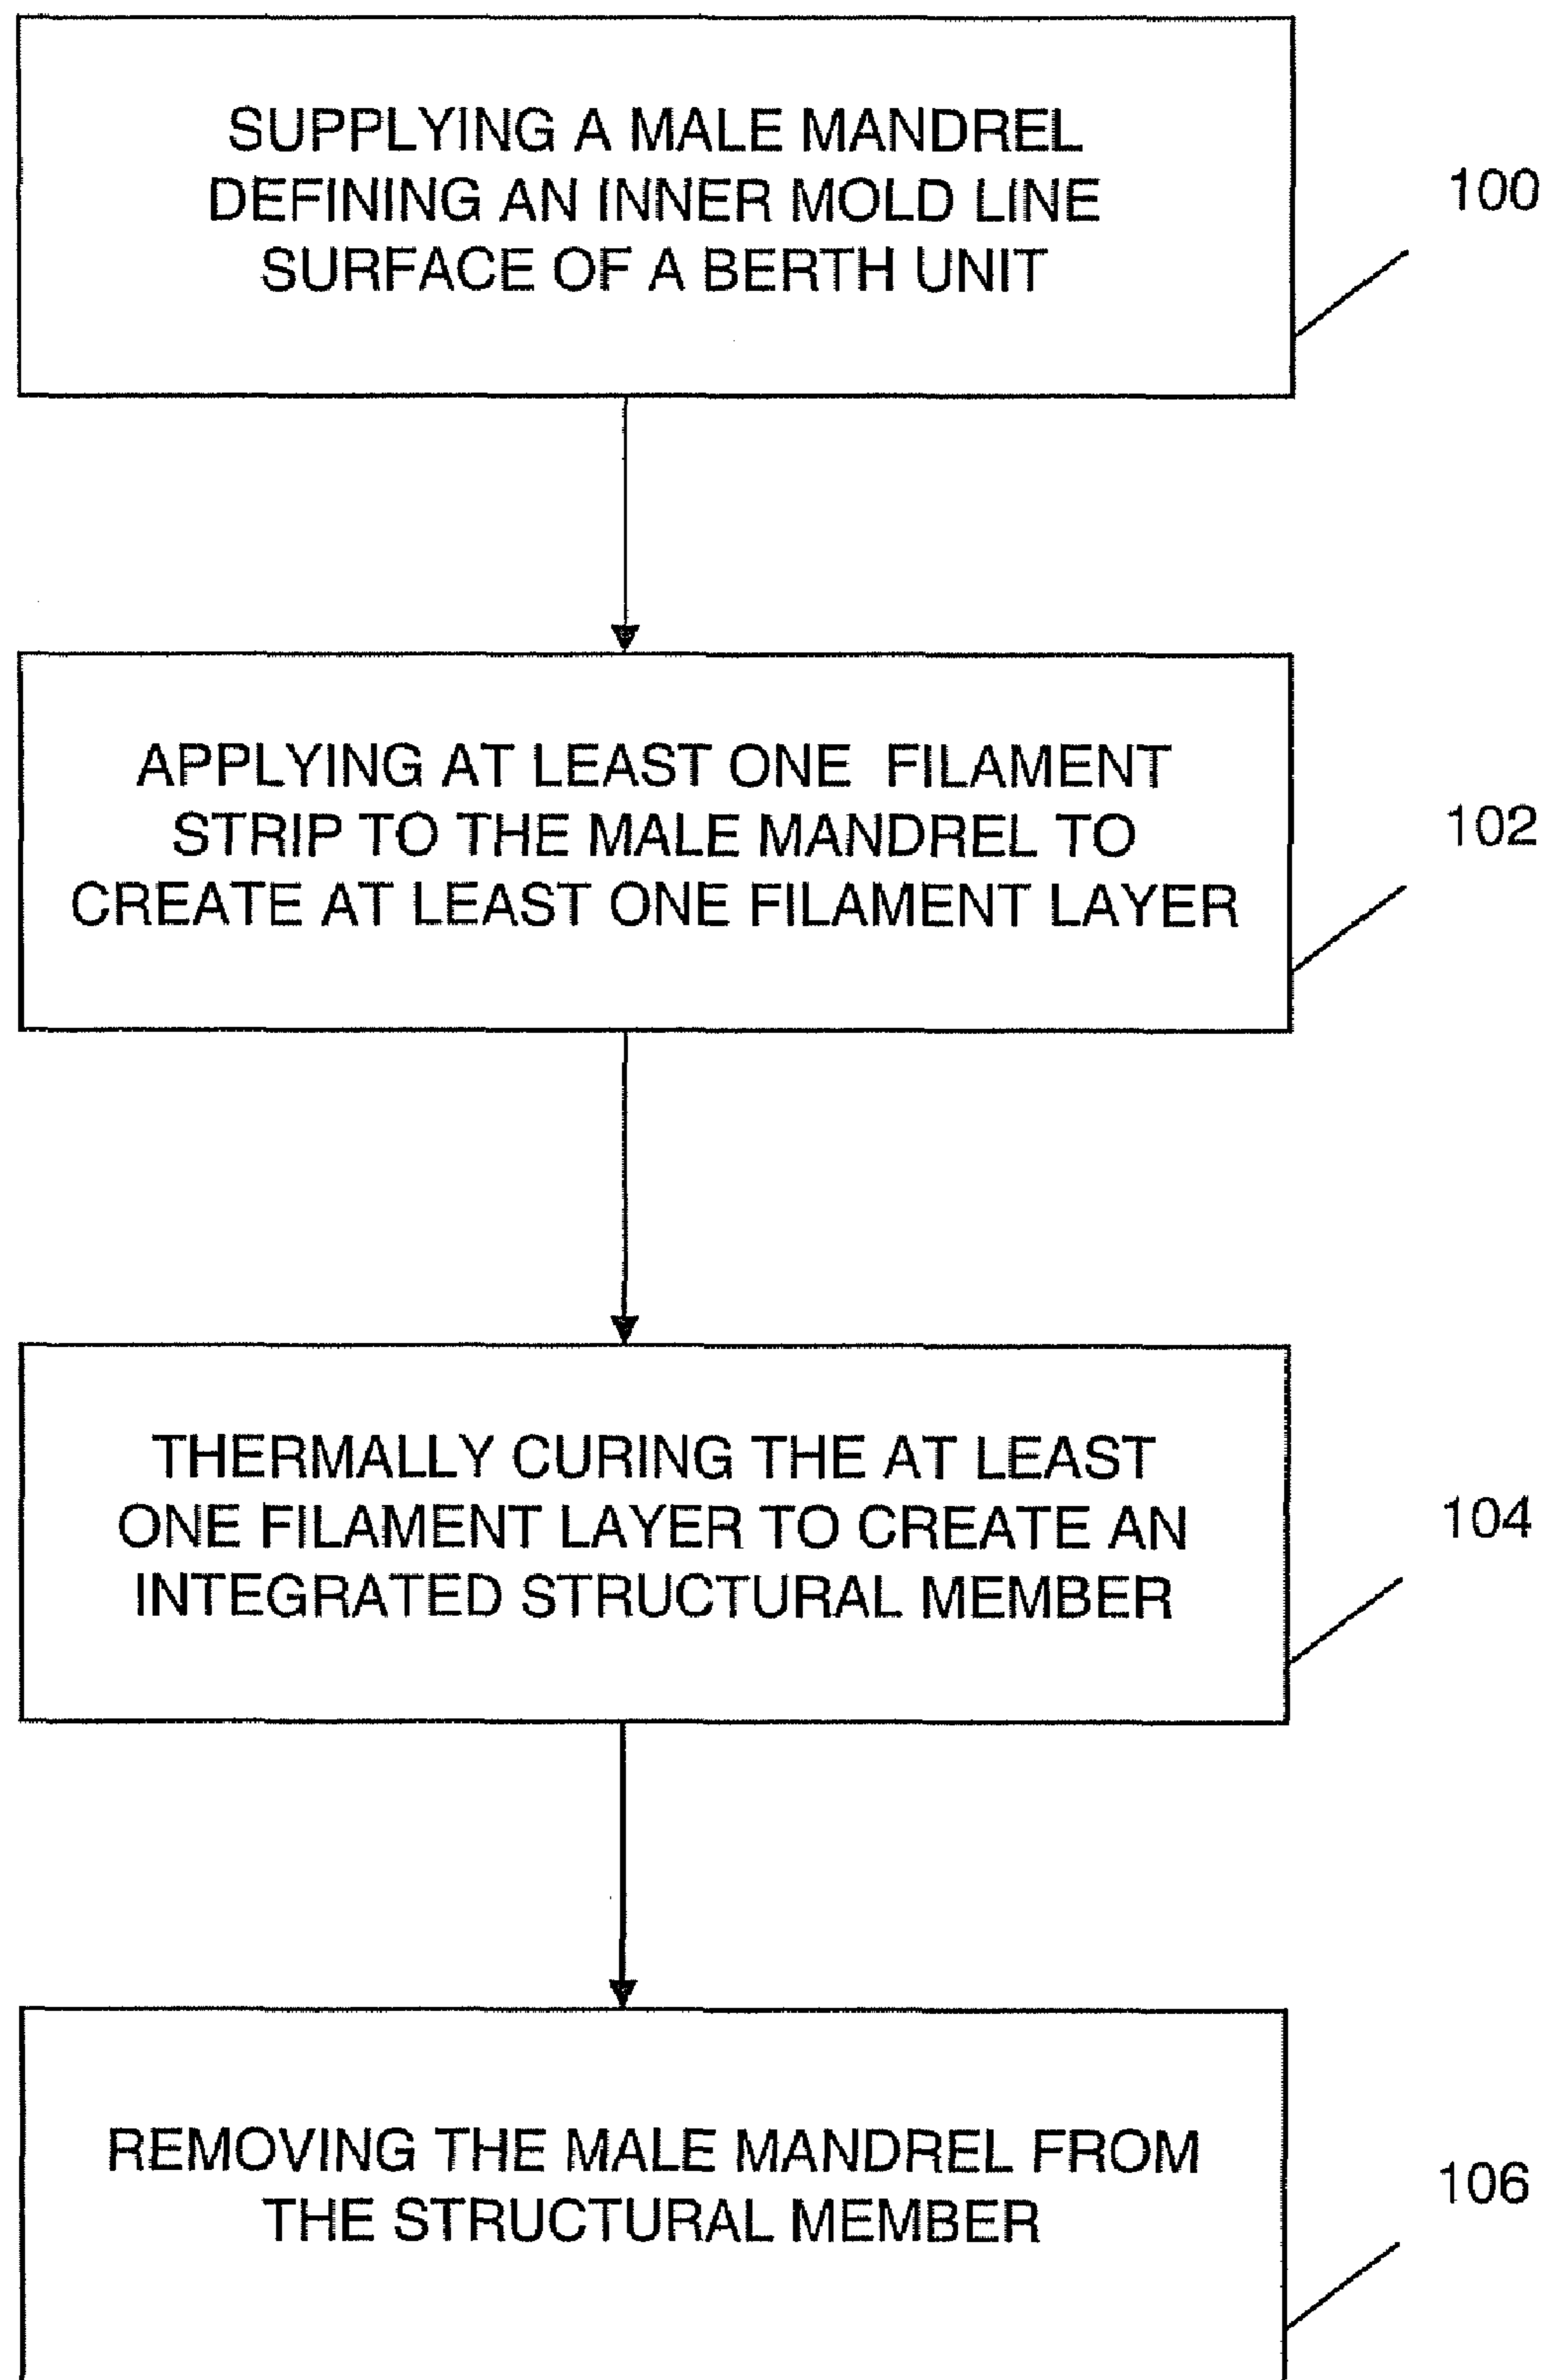 SUPPLYING A MALE MANDREL
DEFINING AN INNER MOLD LINE
SURFACE OF A BERTH UNIT
100
APPLYING AT LEAST ONE FILAMENT
STRIP TO THE MALE MANDREL TO
CREATE AT LEAST ONE FILAMENT LAYER
102
THERMALLY CURING THE AT LEAST
ONE FILAMENT LAYER TO CREATE AN
INTEGRATED STRUCTURAL MEMBER
104
REMOVING THE MALE MANDREL FROM
THE STRUCTURAL MEMBER
106